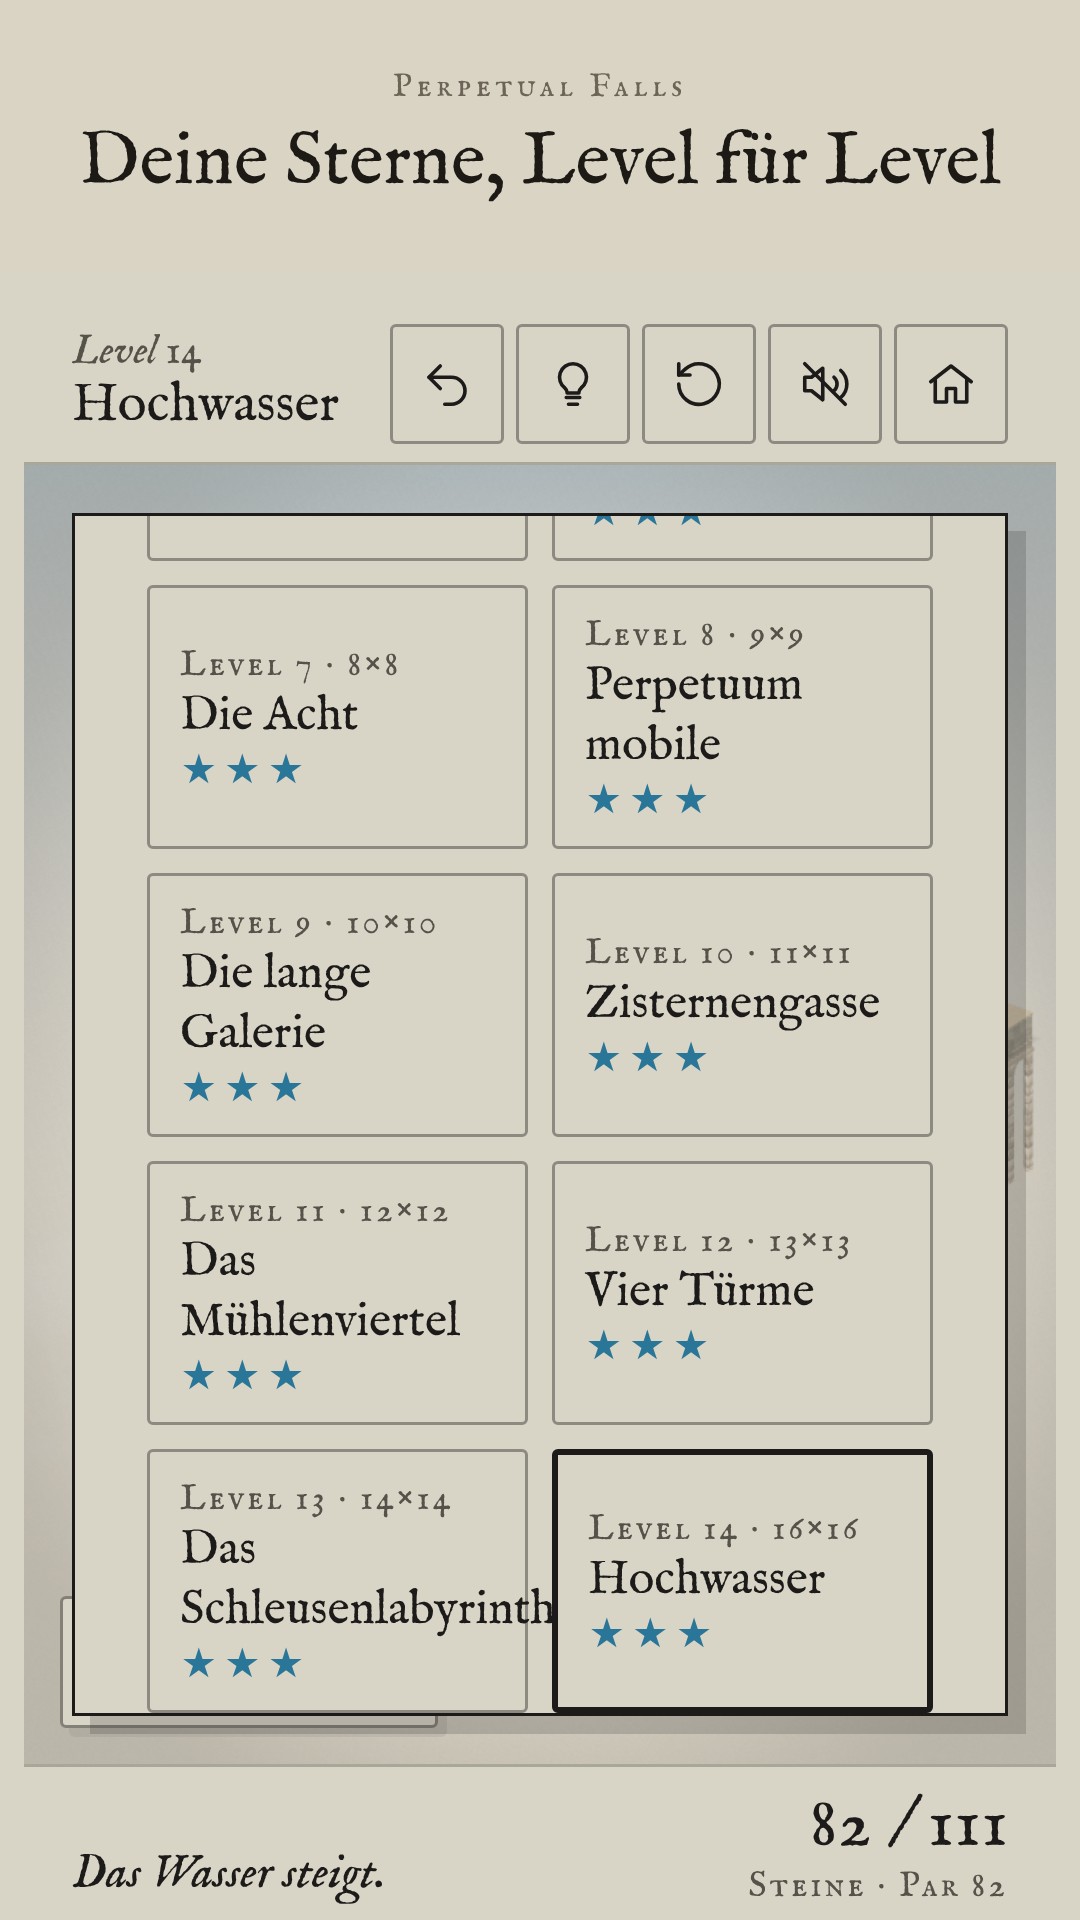 Perpetual Falls
Deine Sterne, Level für Level
Level 14
Hochwasser
★ ★ ★
Level 7 · 8×8
Die Acht
★ ★ ★
Level 8 · 9×9
Perpetuum
mobile
★ ★ ★
Level 9 · 10×10
Die lange
Galerie
★ ★ ★
Level 10 · 11×11
Zisternengasse
★ ★ ★
Level 11 · 12×12
Das
Mühlenviertel
★ ★ ★
Level 12 · 13×13
Vier Türme
★ ★ ★
Level 13 · 14×14
Das
Schleusenlabyrinth
★ ★ ★
Level 14 · 16×16
Hochwasser
★ ★ ★
Das Wasser steigt.
82 / 111
Steine · Par 82